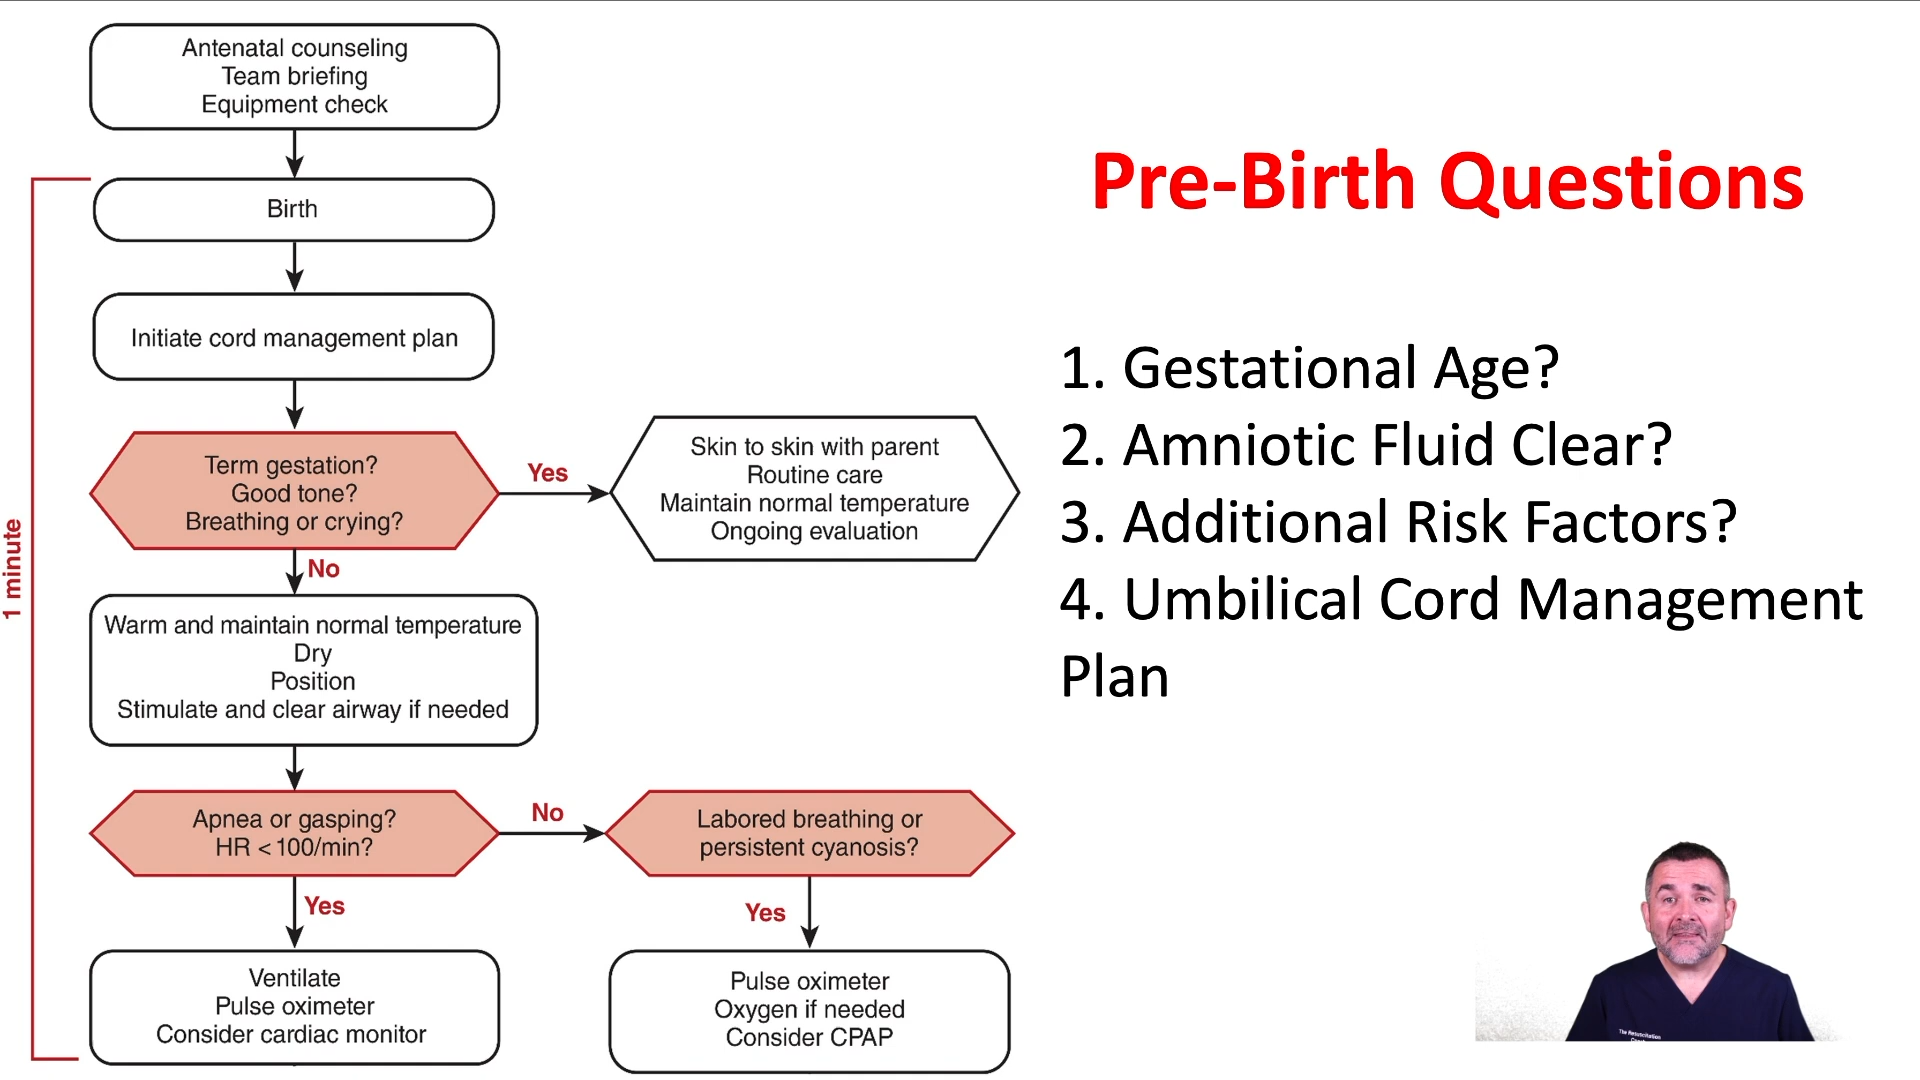 Antenatal counseling
Team briefing
Equipment check
Birth
Initiate cord management plan
Term gestation?
Good tone?
Breathing or crying?
Yes
Skin to skin with parent
Routine care
Maintain normal temperature
Ongoing evaluation
No
Warm and maintain normal temperature
Dry
Position
Stimulate and clear airway if needed
Apnea or gasping?
HR < 100/min?
No
Labored breathing or
persistent cyanosis?
Yes
Yes
Ventilate
Pulse oximeter
Consider cardiac monitor
Pulse oximeter
Oxygen if needed
Consider CPAP
1 minute
Pre-Birth Questions
1. Gestational Age?
2. Amniotic Fluid Clear?
3. Additional Risk Factors?
4. Umbilical Cord Management
Plan
The Resuscitation